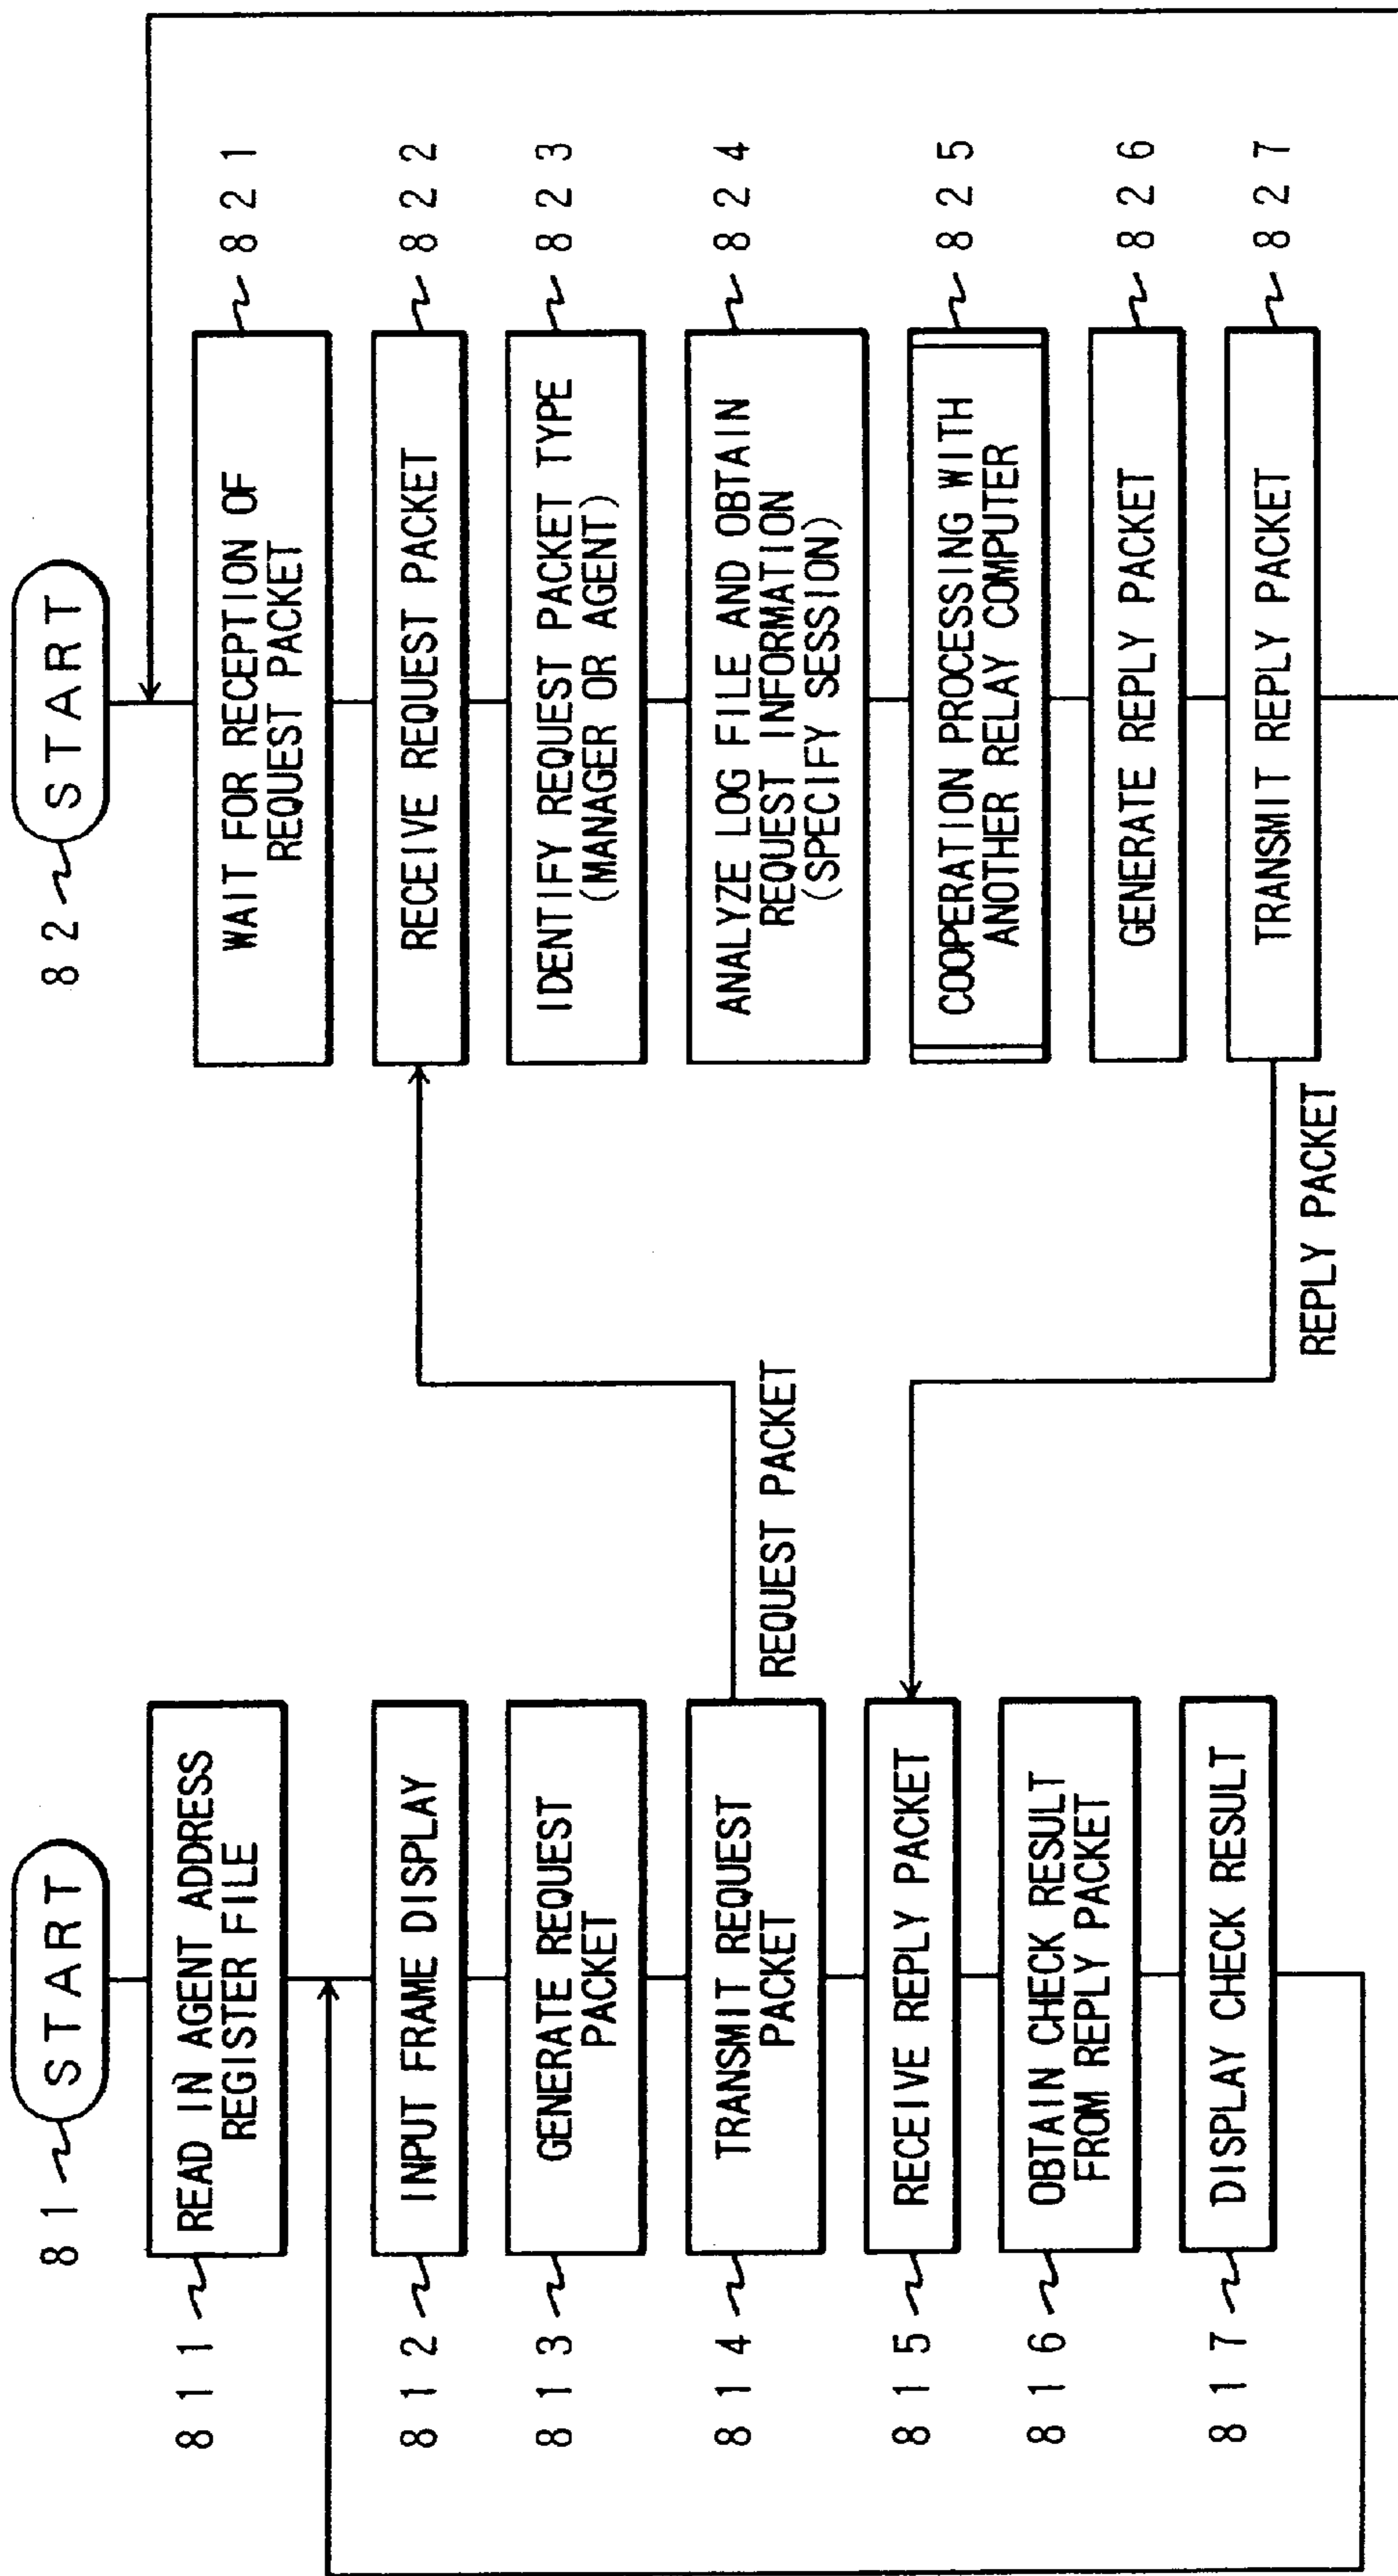 81 START
811 READ IN AGENT ADDRESS
REGISTER FILE
812 INPUT FRAME DISPLAY
813 GENERATE REQUEST
PACKET
814 TRANSMIT REQUEST
PACKET
REQUEST PACKET
815 RECEIVE REPLY PACKET
816 OBTAIN CHECK RESULT
FROM REPLY PACKET
817 DISPLAY CHECK RESULT
82 START
WAIT FOR RECEPTION OF
REQUEST PACKET
821
RECEIVE REQUEST PACKET
822
IDENTIFY REQUEST PACKET TYPE
(MANAGER OR AGENT)
823
ANALYZE LOG FILE AND OBTAIN
REQUEST INFORMATION
(SPECIFY SESSION)
824
COOPERATION PROCESSING WITH
ANOTHER RELAY COMPUTER
825
GENERATE REPLY PACKET
826
TRANSMIT REPLY PACKET
827
REPLY PACKET